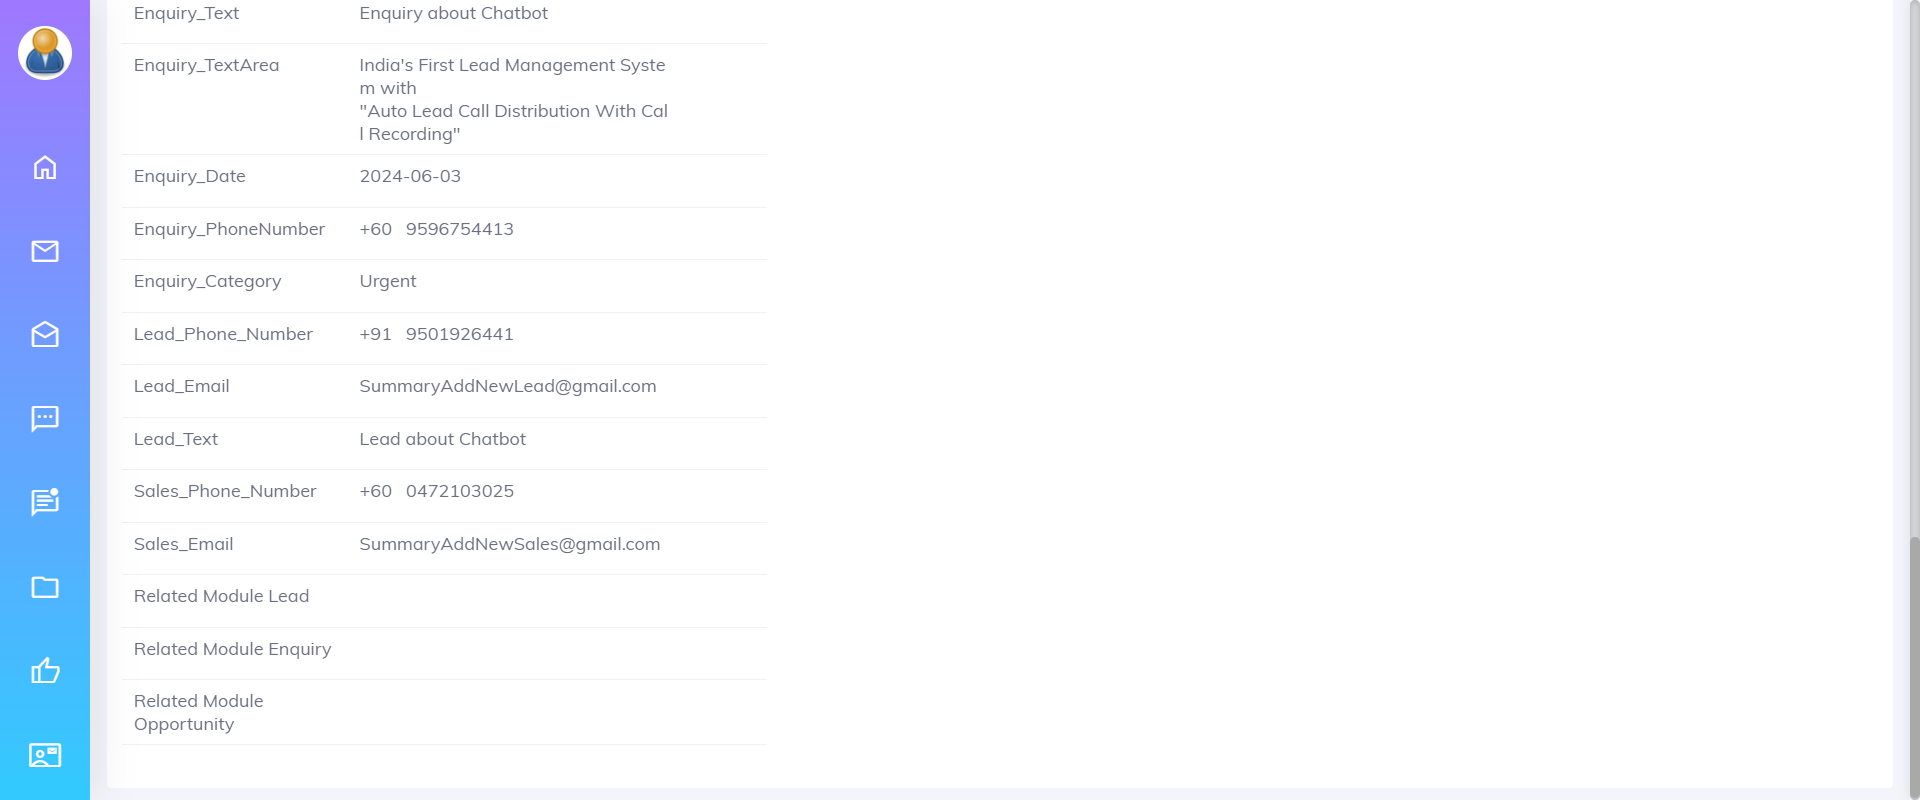 Enquiry_Text Enquiry about Chatbot
Enquiry_TextArea India's First Lead Management Syste
m with
"Auto Lead Call Distribution With Cal
l Recording"
Enquiry_Date 2024-06-03
Enquiry_PhoneNumber +60 9596754413
Enquiry_Category Urgent
Lead_Phone_Number +91 9501926441
Lead_Email SummaryAddNewLead@gmail.com
Lead_Text Lead about Chatbot
Sales_Phone_Number +60 0472103025
Sales_Email SummaryAddNewSales@gmail.com
Related Module Lead
Related Module Enquiry
Related Module
Opportunity